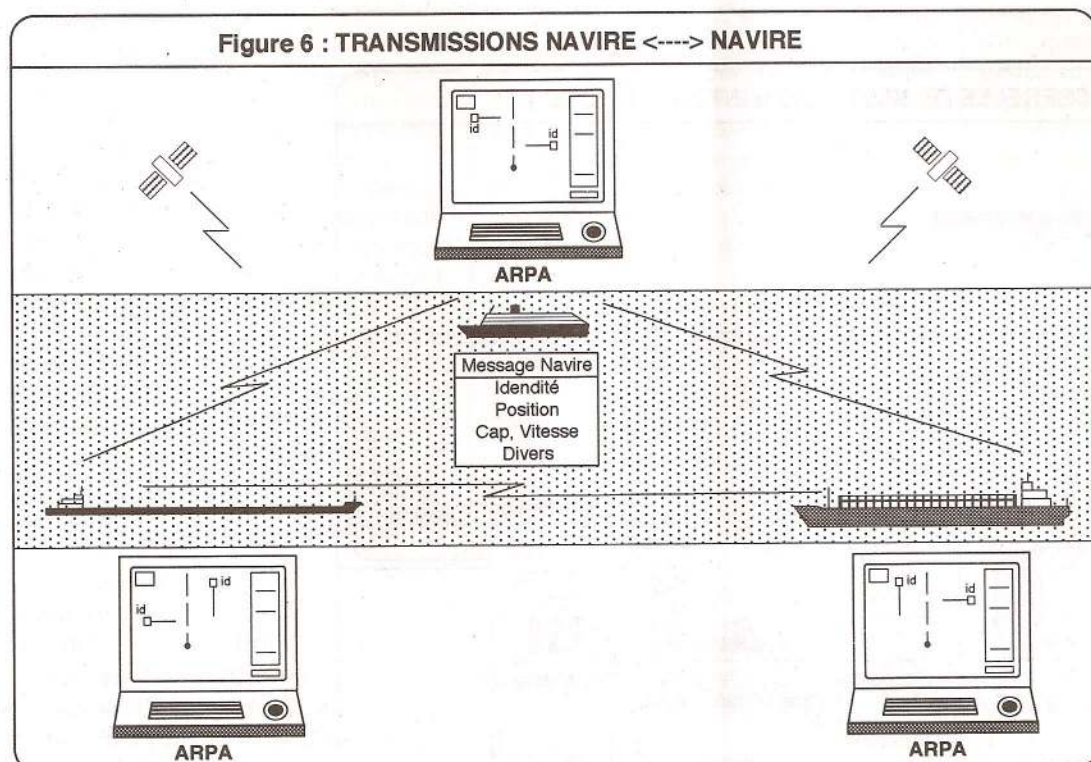 Figure 6 : TRANSMISSIONS NAVIRE <----> NAVIRE
id
id
ARPA
Message Navire
Idendité
Position
Cap, Vitesse
Divers
id
id
id
id
ARPA
ARPA